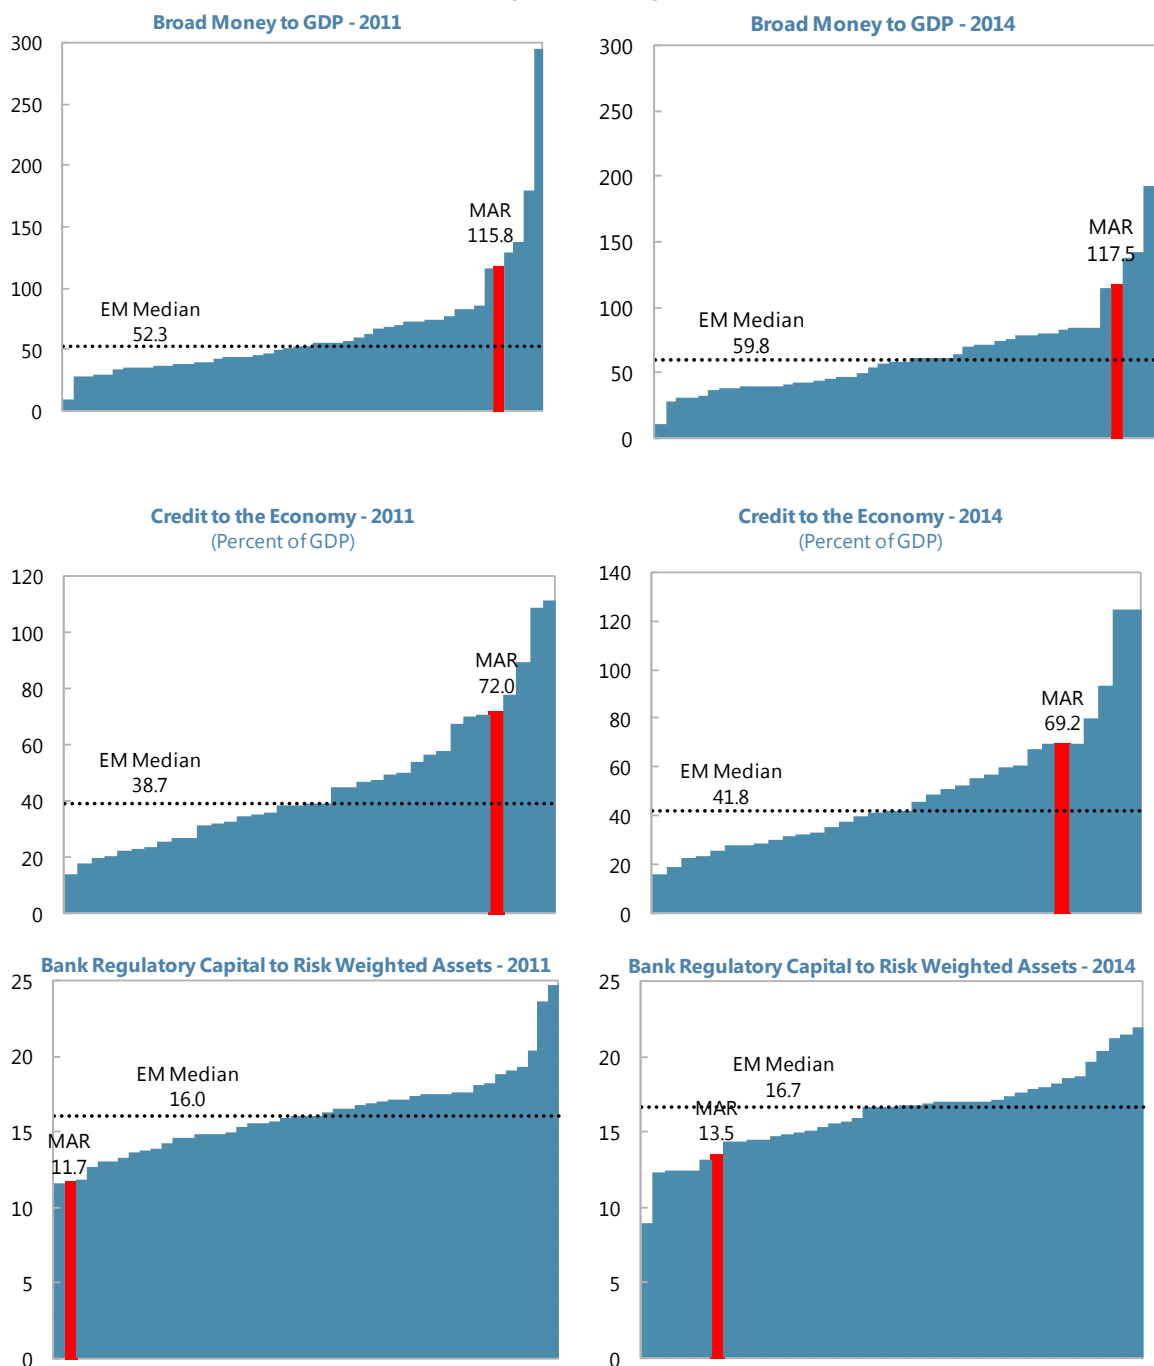 Broad Money to GDP - 2011
300
250
200
150
100
50
0
MAR
115.8
EM Median
52.3
Broad Money to GDP - 2014
300
250
200
150
100
50
0
MAR
117.5
EM Median
59.8
Credit to the Economy - 2011
(Percent of GDP)
120
100
80
60
40
20
0
MAR
72.0
EM Median
38.7
Credit to the Economy - 2014
(Percent of GDP)
140
120
100
80
60
40
20
0
MAR
69.2
EM Median
41.8
Bank Regulatory Capital to Risk Weighted Assets - 2011
25
20
15
10
5
0
EM Median
16.0
MAR
11.7
Bank Regulatory Capital to Risk Weighted Assets - 2014
25
20
15
10
5
0
EM Median
16.7
MAR
13.5